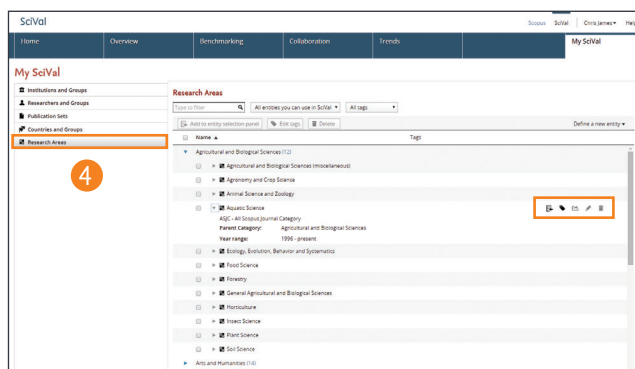 SciVal
Scopus SciVal Chris James Help
Home Overview Benchmarking Collaboration Trends My SciVal
My SciVal
Institutions and Groups
Researchers and Groups
Publication Sets
Countries and Groups
Research Areas
4
Research Areas
Type to filter All entities you can use in SciVal All tags
Add to entity selection panel Edit tags Delete Define a new entity
Name Tags
Agricultural and Biological Sciences (12)
Agricultural and Biological Sciences (miscellaneous)
Agronomy and Crop Science
Animal Science and Zoology
Aquatic Science
ASJC - All Scopus Journal Category
Parent Category: Agricultural and Biological Sciences
Year range: 1996 - present
Ecology, Evolution, Behavior and Systematics
Food Science
Forestry
General Agricultural and Biological Sciences
Horticulture
Insect Science
Plant Science
Soil Science
Arts and Humanities (14)